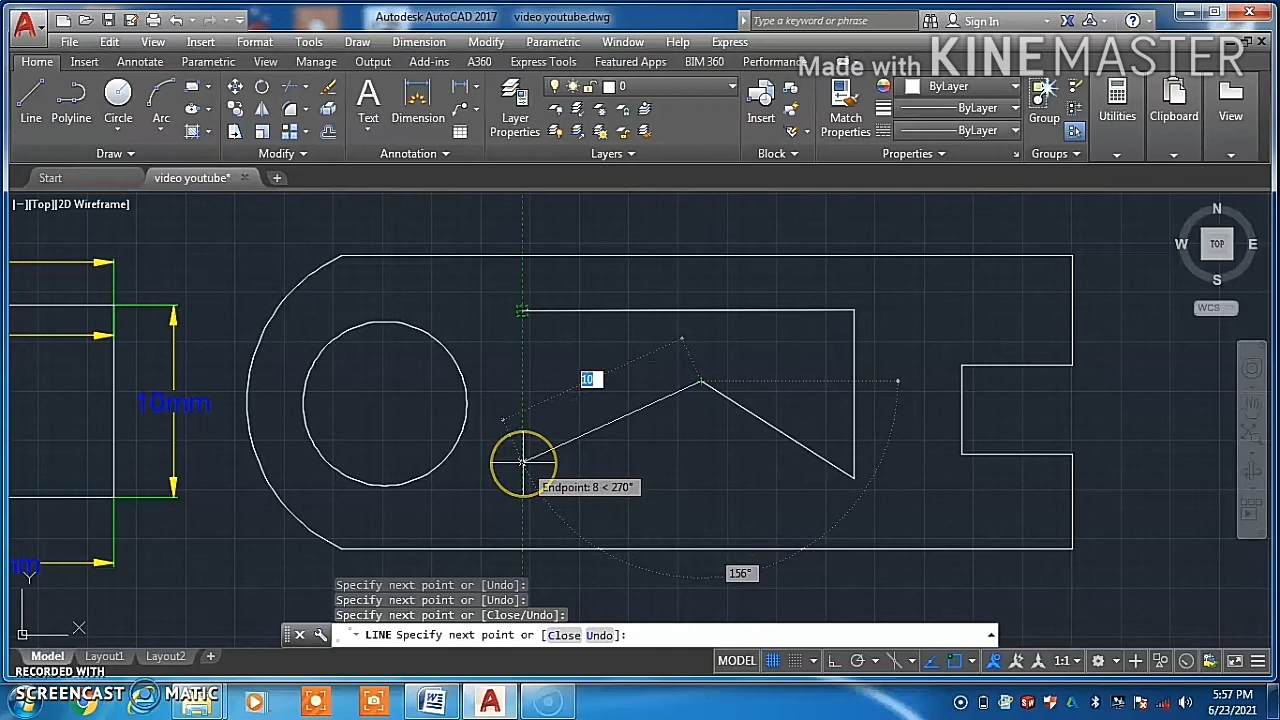 Autodesk AutoCAD 2017 video youtube.dwg
Type a keyword or phrase
Sign In
File Edit View Insert Format Tools Draw Dimension Modify Parametric Window Help Express
Made with KINEMASTER
Home Insert Annotate Parametric View Manage Output Add-ins A360 Express Tools Featured Apps BIM 360 Performance
0
ByLayer
ByLayer
ByLayer
Line Polyline Circle Arc Text Dimension Layer Properties Insert Match Properties Group Utilities Clipboard View
Draw Modify Annotation Layers Block Properties Groups
Start video youtube*
[−][Top][2D Wireframe]
N
W TOP E
S
WCS
10
10mm
Endpoint: 8 < 270°
156°
Y
X
Specify next point or [Undo]:
Specify next point or [Undo]:
Specify next point or [Close/Undo]:
LINE Specify next point or [Close Undo]:
Model Layout1 Layout2
MODEL 1:1
RECORDED WITH
SCREENCAST MATIC
5:57 PM
6/23/2021